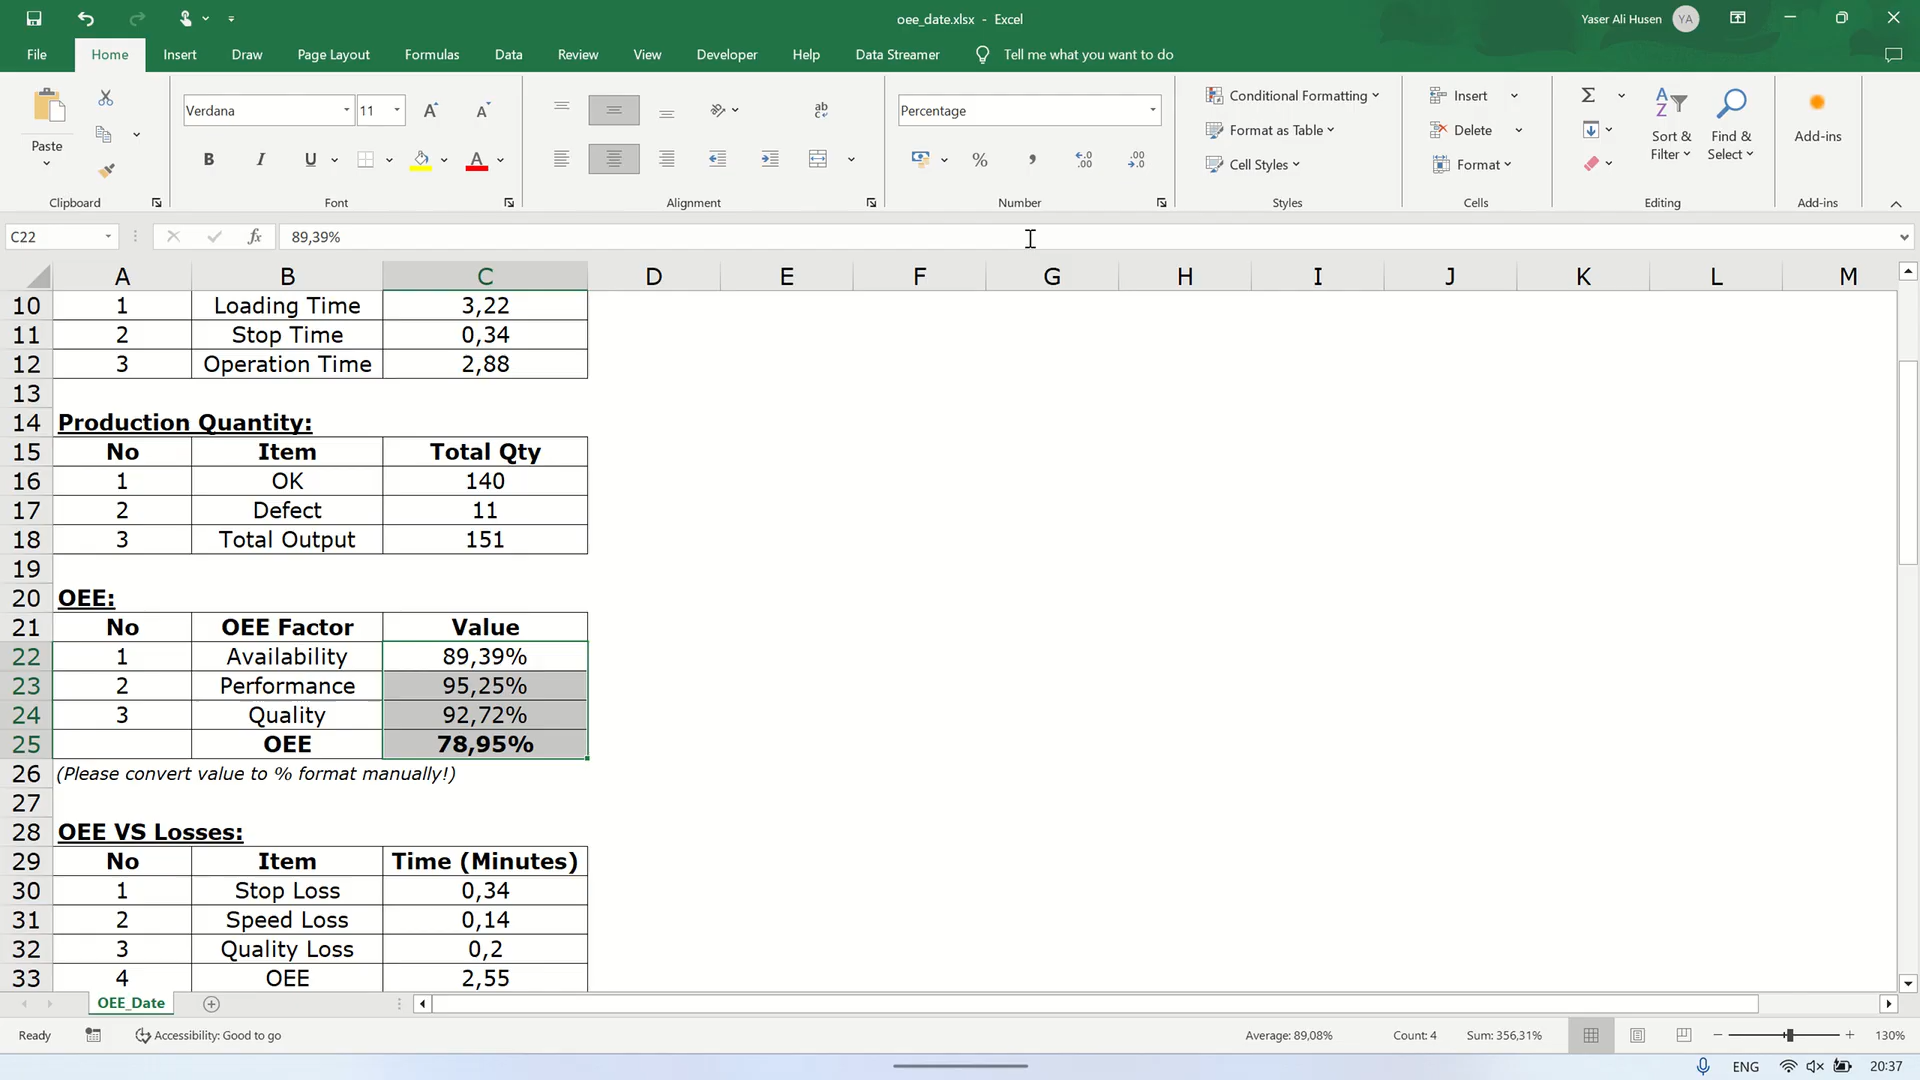 oee_date.xlsx - Excel
Yaser Ali Husen YA
File Home Insert Draw Page Layout Formulas Data Review View Developer Help Data Streamer Tell me what you want to do
Paste
Clipboard
Verdana 11
B I U A
Font
ab
Alignment
Percentage
%
Number
Conditional Formatting
Format as Table
Cell Styles
Styles
Insert
Delete
Format
Cells
Sort & Filter
Find & Select
Editing
Add-ins
Add-ins
C22 fx 89,39%
A B C D E F G H I J K L M
10 1 Loading Time 3,22
11 2 Stop Time 0,34
12 3 Operation Time 2,88
13
14 Production Quantity:
15 No Item Total Qty
16 1 OK 140
17 2 Defect 11
18 3 Total Output 151
19
20 OEE:
21 No OEE Factor Value
22 1 Availability 89,39%
23 2 Performance 95,25%
24 3 Quality 92,72%
25 OEE 78,95%
26 (Please convert value to % format manually!)
27
28 OEE VS Losses:
29 No Item Time (Minutes)
30 1 Stop Loss 0,34
31 2 Speed Loss 0,14
32 3 Quality Loss 0,2
33 4 OEE 2,55
OEE_Date
Ready Accessibility: Good to go Average: 89,08% Count: 4 Sum: 356,31% 130%
ENG 20:37